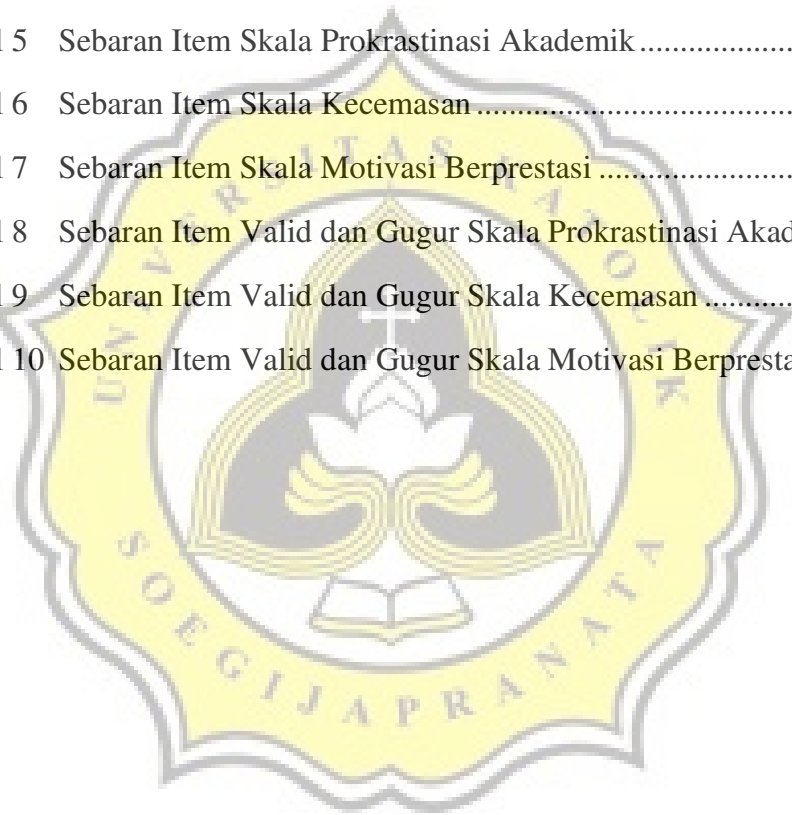 l 5 Sebaran Item Skala Prokrastinasi Akademik ....................
l 6 Sebaran Item Skala Kecemasan ........................................
l 7 Sebaran Item Skala Motivasi Berprestasi .........................
l 8 Sebaran Item Valid dan Gugur Skala Prokrastinasi Akad
l 9 Sebaran Item Valid dan Gugur Skala Kecemasan ...........
l 10 Sebaran Item Valid dan Gugur Skala Motivasi Berpresta
UNIVERSITAS KATOLIK
SOEGIJAPRANATA